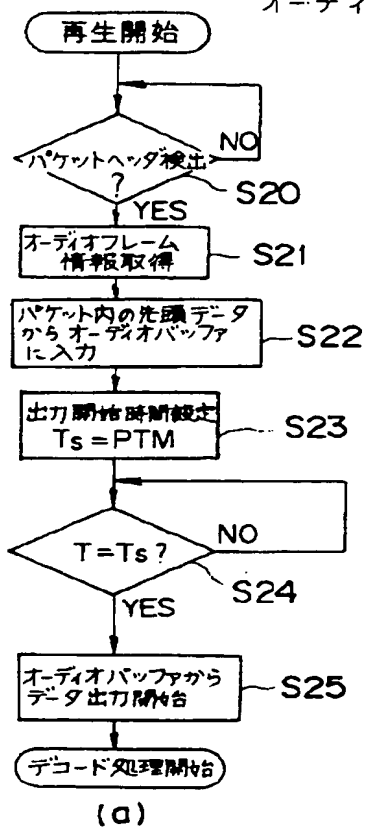 オーディ
再生開始
パケットヘッダ検出
?
NO
S20
YES
オーディオフレーム
情報取得
S21
パケット内の先頭データ
からオーディオバッファ
に入力
S22
出力開始時間設定
Ts=PTM
S23
T=Ts?
NO
S24
YES
オーディオバッファから
データ出力開始
S25
デコード処理開始
(a)